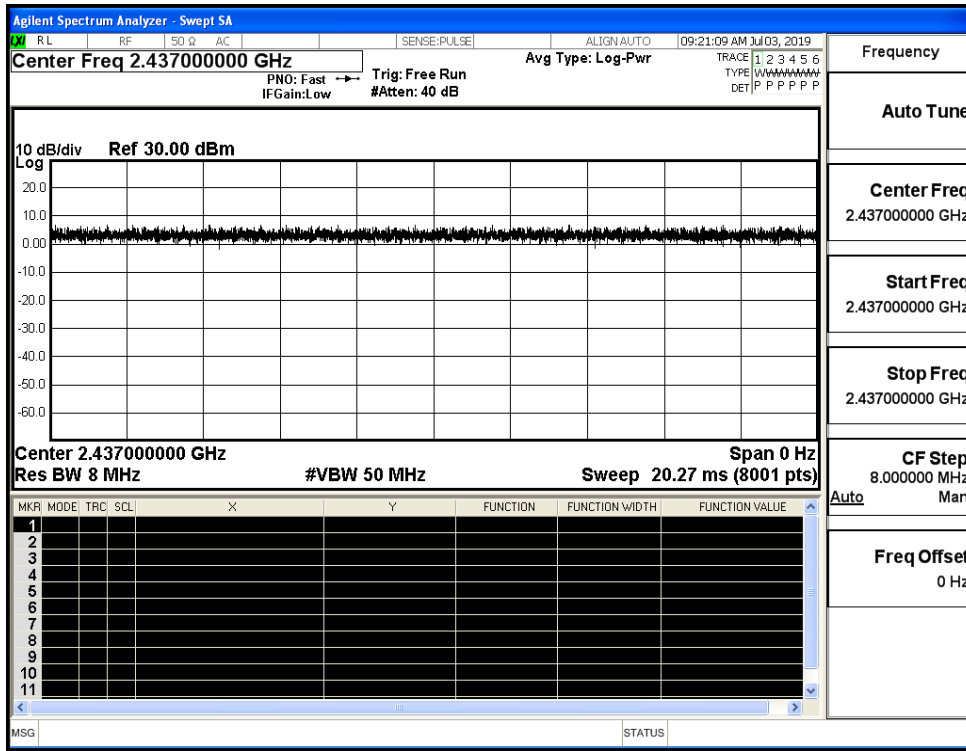 Agilent Spectrum Analyzer - Swept SA
LXI RL RF 50 Ω AC SENSE:PULSE ALIGN AUTO 09:21:09 AM Jul 03, 2019
Center Freq 2.437000000 GHz
PNO: Fast
IFGain:Low
Trig: Free Run
#Atten: 40 dB
Avg Type: Log-Pwr
TRACE 1 2 3 4 5 6
TYPE
DET P P P P P P
10 dB/div Ref 30.00 dBm
Log
20.0
10.0
0.00
-10.0
-20.0
-30.0
-40.0
-50.0
-60.0
Center 2.437000000 GHz Span 0 Hz
Res BW 8 MHz #VBW 50 MHz Sweep 20.27 ms (8001 pts)
MKR MODE TRC SCL X Y FUNCTION FUNCTION WIDTH FUNCTION VALUE
1
2
3
4
5
6
7
8
9
10
11
MSG STATUS
Frequency
Auto Tune
Center Freq
2.437000000 GHz
Start Freq
2.437000000 GHz
Stop Freq
2.437000000 GHz
CF Step
8.000000 MHz
Auto Man
Freq Offset
0 Hz